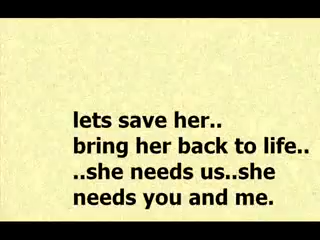 lets save her..
bring her back to life..
..she needs us..she
needs you and me.